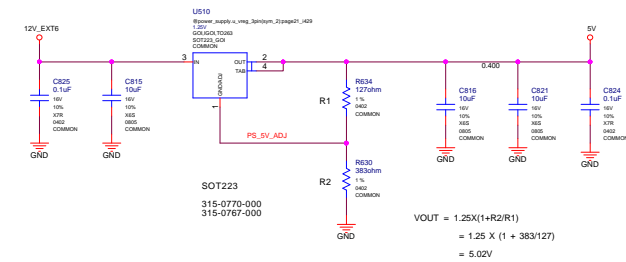 U510
@power_supply.u_vreg_3pin(sym_2):page21_i429
1.25V
GOI,IGOI,TO263
SOT223_GOI
COMMON
12V_EXT6
5V
3
IN
OUT
2
TAB
4
GND/ADJ
1
0.400
C825
0.1uF
16V
10%
X7R
0402
COMMON
GND
C815
10uF
16V
10%
X6S
0805
COMMON
GND
R1
R634
127ohm
1 %
0402
COMMON
PS_5V_ADJ
R2
R630
383ohm
1 %
0402
COMMON
GND
C816
10uF
16V
10%
X6S
0805
COMMON
GND
C821
10uF
16V
10%
X6S
0805
COMMON
GND
C824
0.1uF
16V
10%
X7R
0402
COMMON
GND
SOT223
315-0770-000
315-0767-000
VOUT = 1.25X(1+R2/R1)
= 1.25 X (1 + 383/127)
= 5.02V